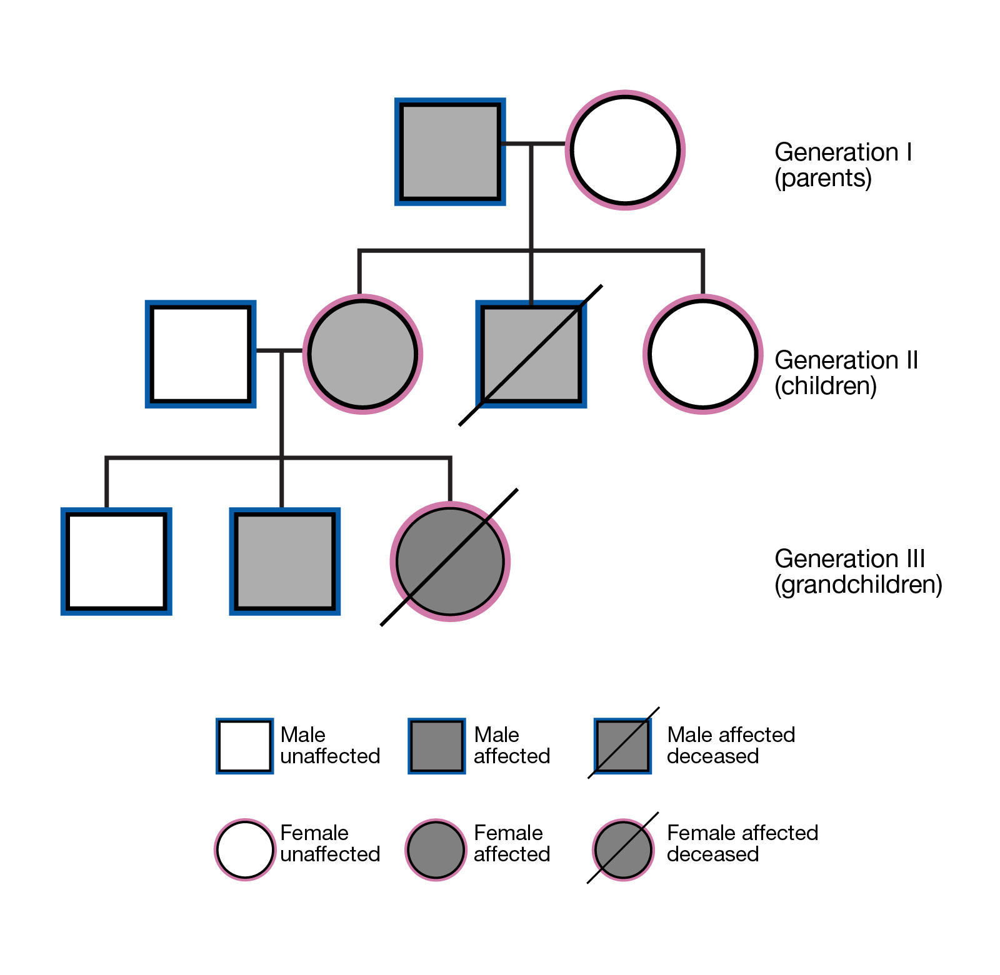 Generation I
(parents)
Generation II
(children)
Generation III
(grandchildren)
Male
unaffected
Male
affected
Male affected
deceased
Female
unaffected
Female
affected
Female affected
deceased